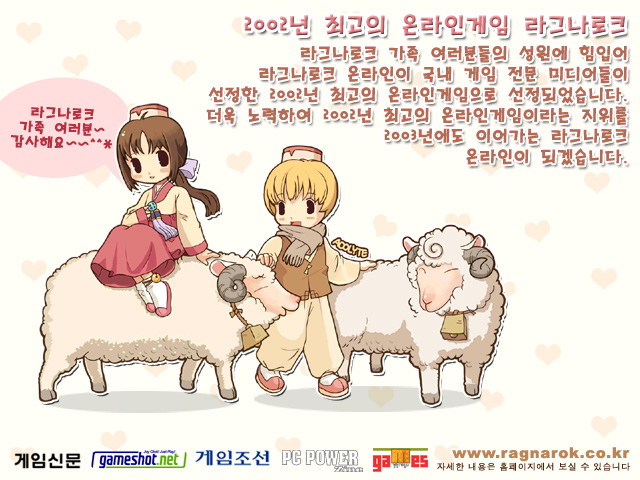 2002년 최고의 온라인게임 라그나로크
라그나로크 가족 여러분들의 성원에 힘입어
라그나로크 온라인이 국내 게임 전문 미디어들이
선정한 2002년 최고의 온라인게임으로 선정되었습니다.
더욱 노력하여 2002년 최고의 온라인게임이라는 지위를
2003년에도 이어가는 라그나로크
온라인이 되겠습니다.
라그나로크
가족 여러분~
감사해요~~^^*
ACOLYTE
게임신문
Joy Click! Just Play!
gameshot.net
게임조선
PC POWER
Zine
games
www.ragnarok.co.kr
자세한 내용은 홈페이지에서 보실 수 있습니다